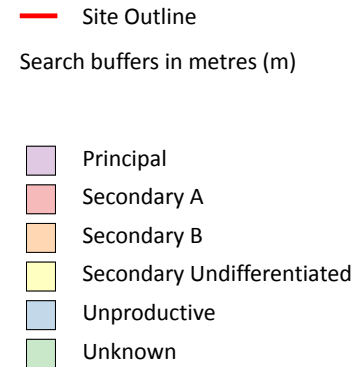 Site Outline
Search buffers in metres (m)
Principal
Secondary A
Secondary B
Secondary Undifferentiated
Unproductive
Unknown